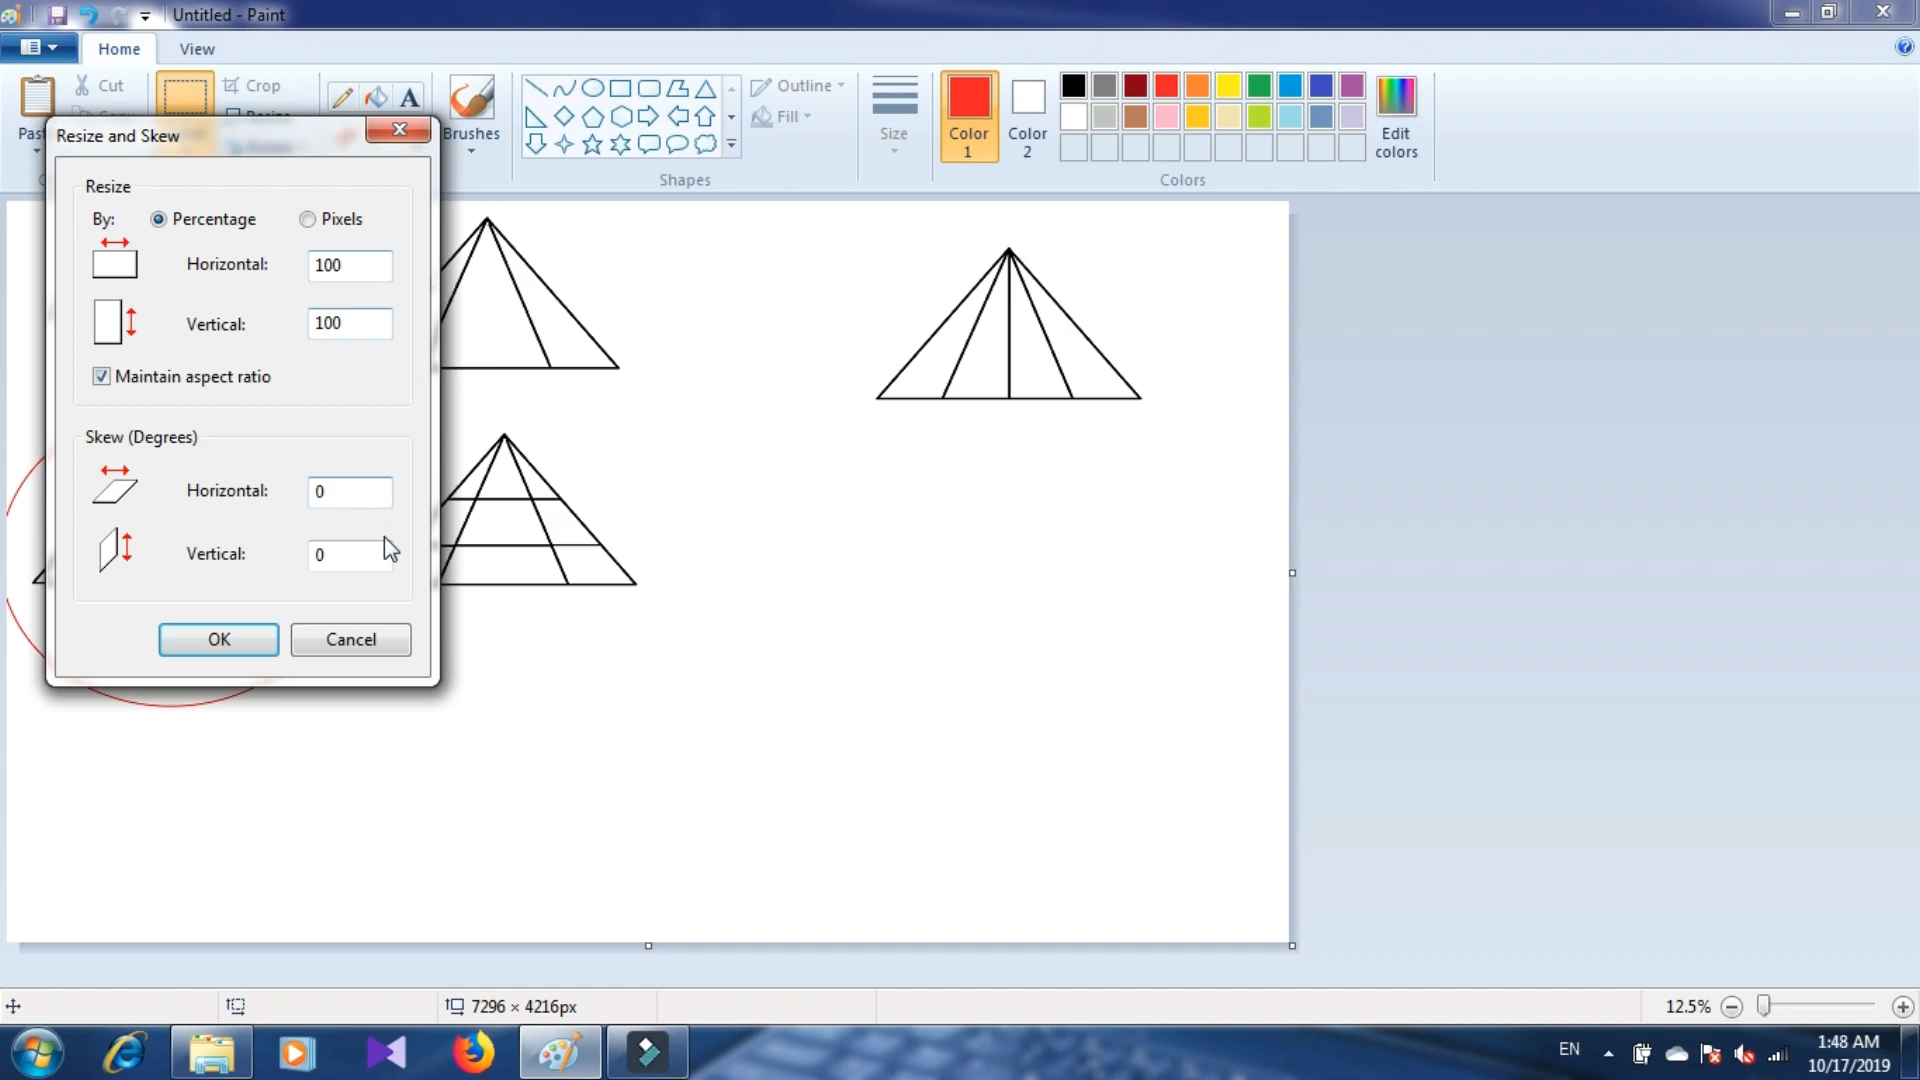 Untitled - Paint
Home View
Cut
Crop
Past
Brushes
Outline
Fill
Size
Color
1
Color
2
Edit
colors
Shapes
Colors
Resize and Skew
Resize
By: Percentage Pixels
Horizontal: 100
Vertical: 100
Maintain aspect ratio
Skew (Degrees)
Horizontal: 0
Vertical: 0
OK Cancel
7296 × 4216px
12.5%
EN
1:48 AM
10/17/2019